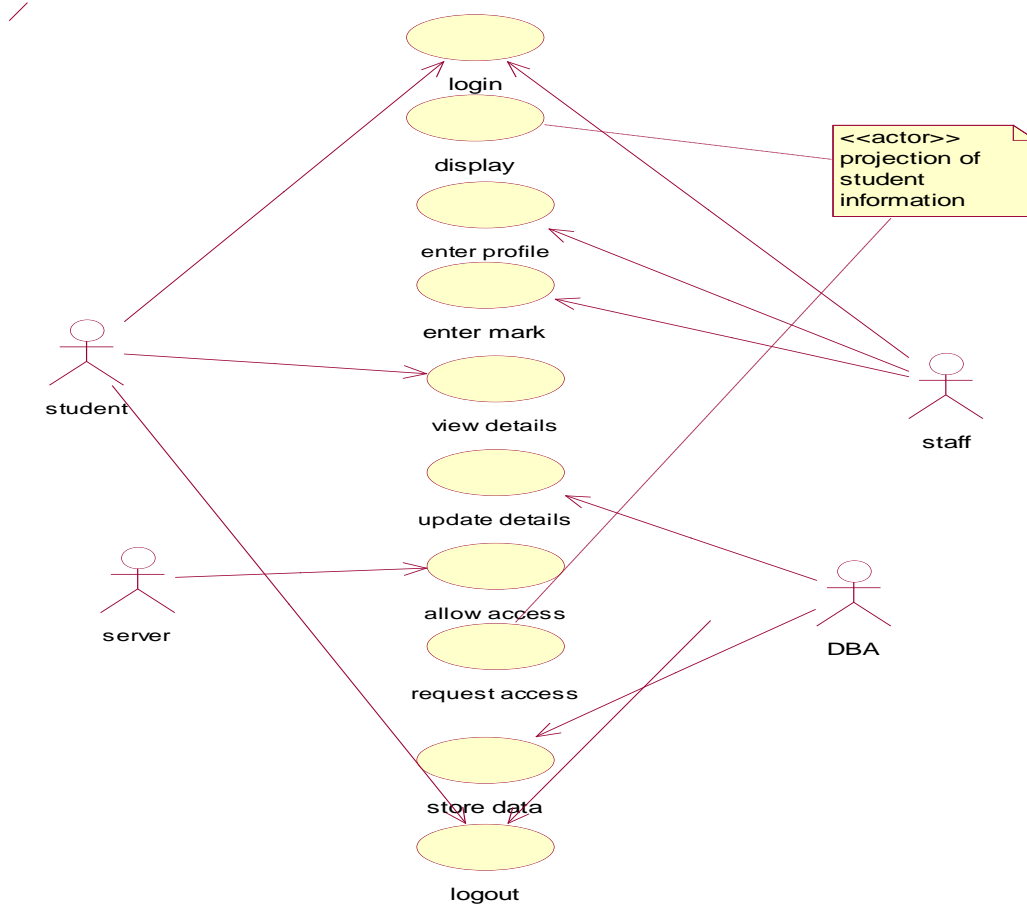 login
display
<<actor>>
projection of
student
information
enter profile
enter mark
student
view details
staff
update details
allow access
server
DBA
request access
store data
logout